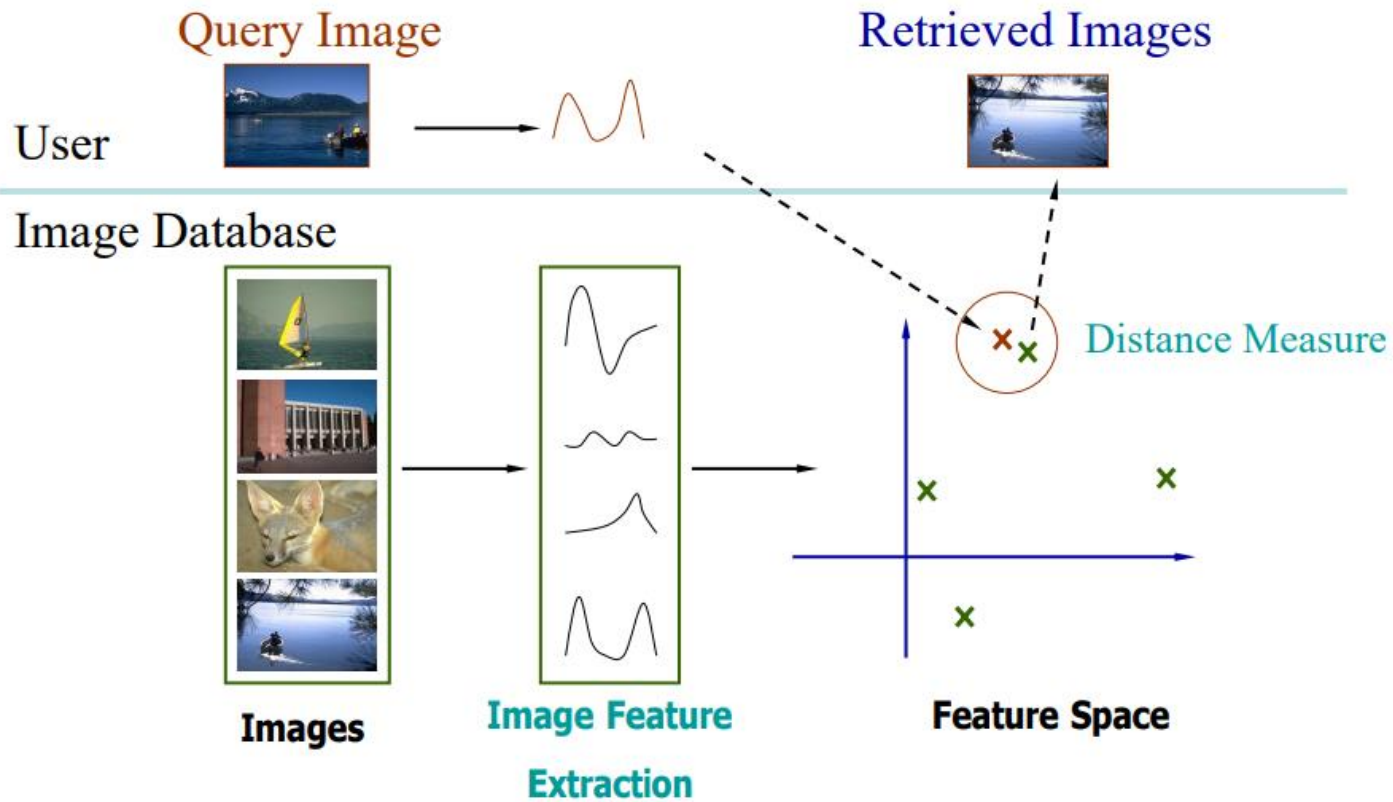 Query Image
Retrieved Images
User
Image Database
Distance Measure
Images
Image Feature
Extraction
Feature Space